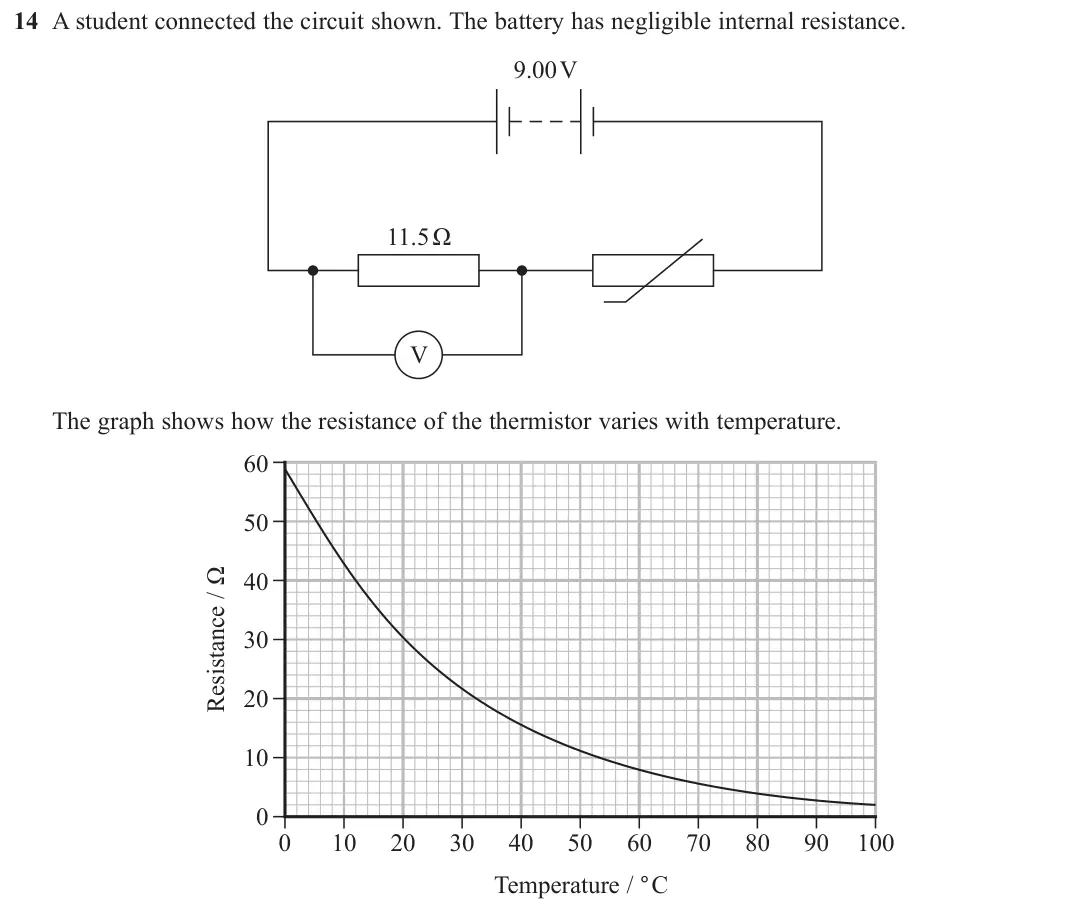 14 A student connected the circuit shown. The battery has negligible internal resistance.
9.00 V
11.5 Ω
V
The graph shows how the resistance of the thermistor varies with temperature.
60
50
40
30
20
10
0
Resistance / Ω
0 10 20 30 40 50 60 70 80 90 100
Temperature / °C